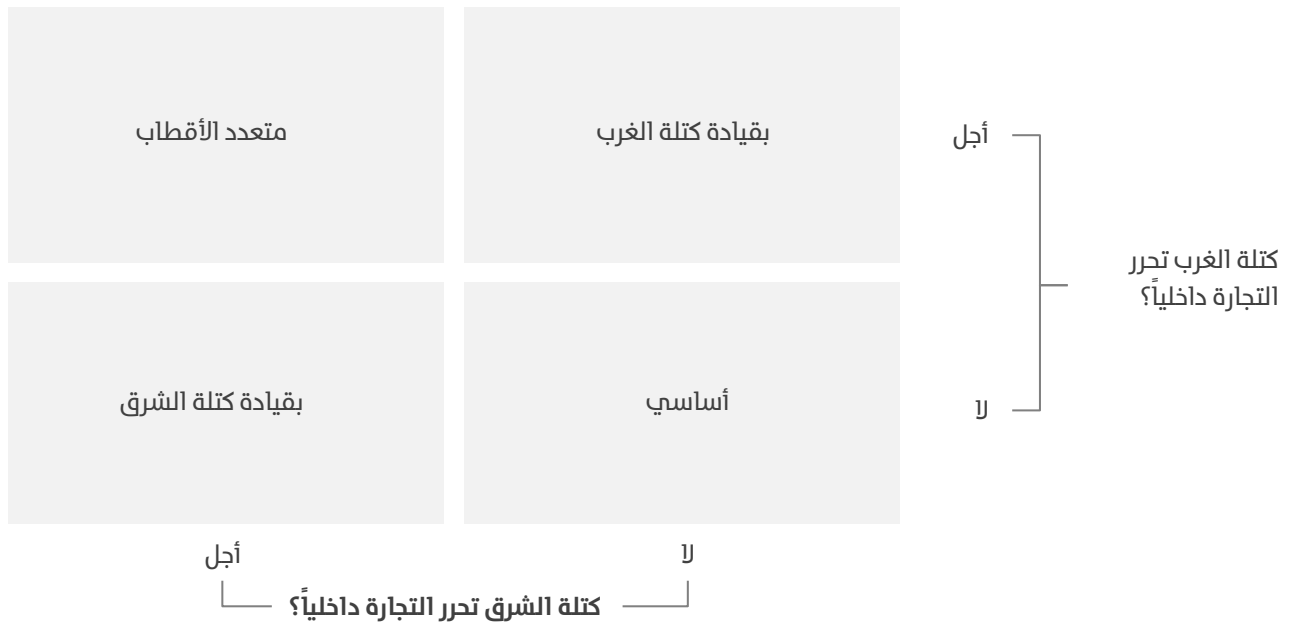 كتلة الغرب تحرر
التجارة داخلياً؟
أجل
بقيادة كتلة الغرب
متعدد الأقطاب
لا
أساسي
بقيادة كتلة الشرق
لا
أجل
كتلة الشرق تحرر التجارة داخلياً؟